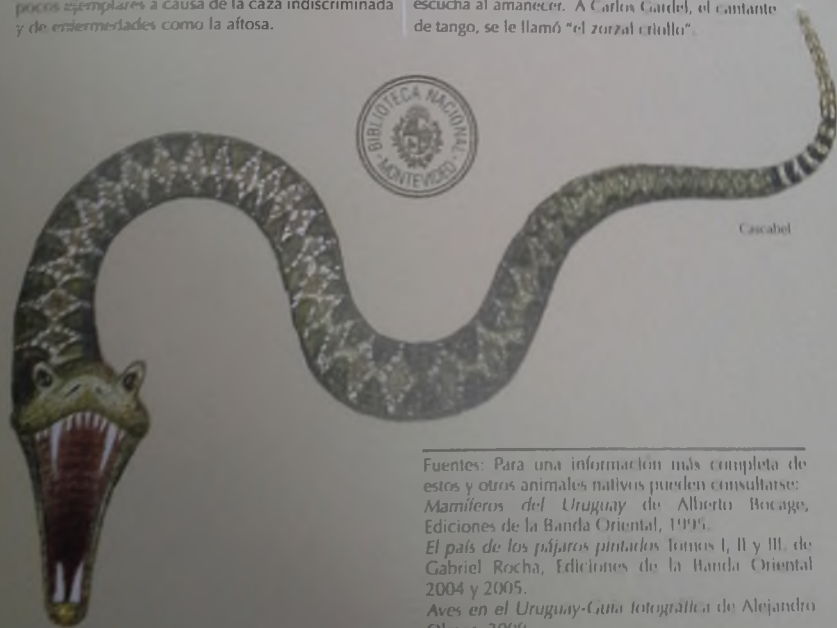 pocos ejemplares a causa de la caza indiscriminada
y de enfermedades como la aftosa.
escucha al amanecer. A Carlos Gardel, el cantante
de tango, se le llamó "el zorzal criollo".
BIBLIOTECA NACIONAL
MONTEVIDEO
Cascabel
Fuentes: Para una información más completa de
estos y otros animales nativos pueden consultarse:
Mamíferos del Uruguay de Alberto Bocage,
Ediciones de la Banda Oriental, 1995.
El país de los pájaros pintados Tomos I, II y III, de
Gabriel Rocha, Ediciones de la Banda Oriental
2004 y 2005.
Aves en el Uruguay-Guía fotográfica de Alejandro